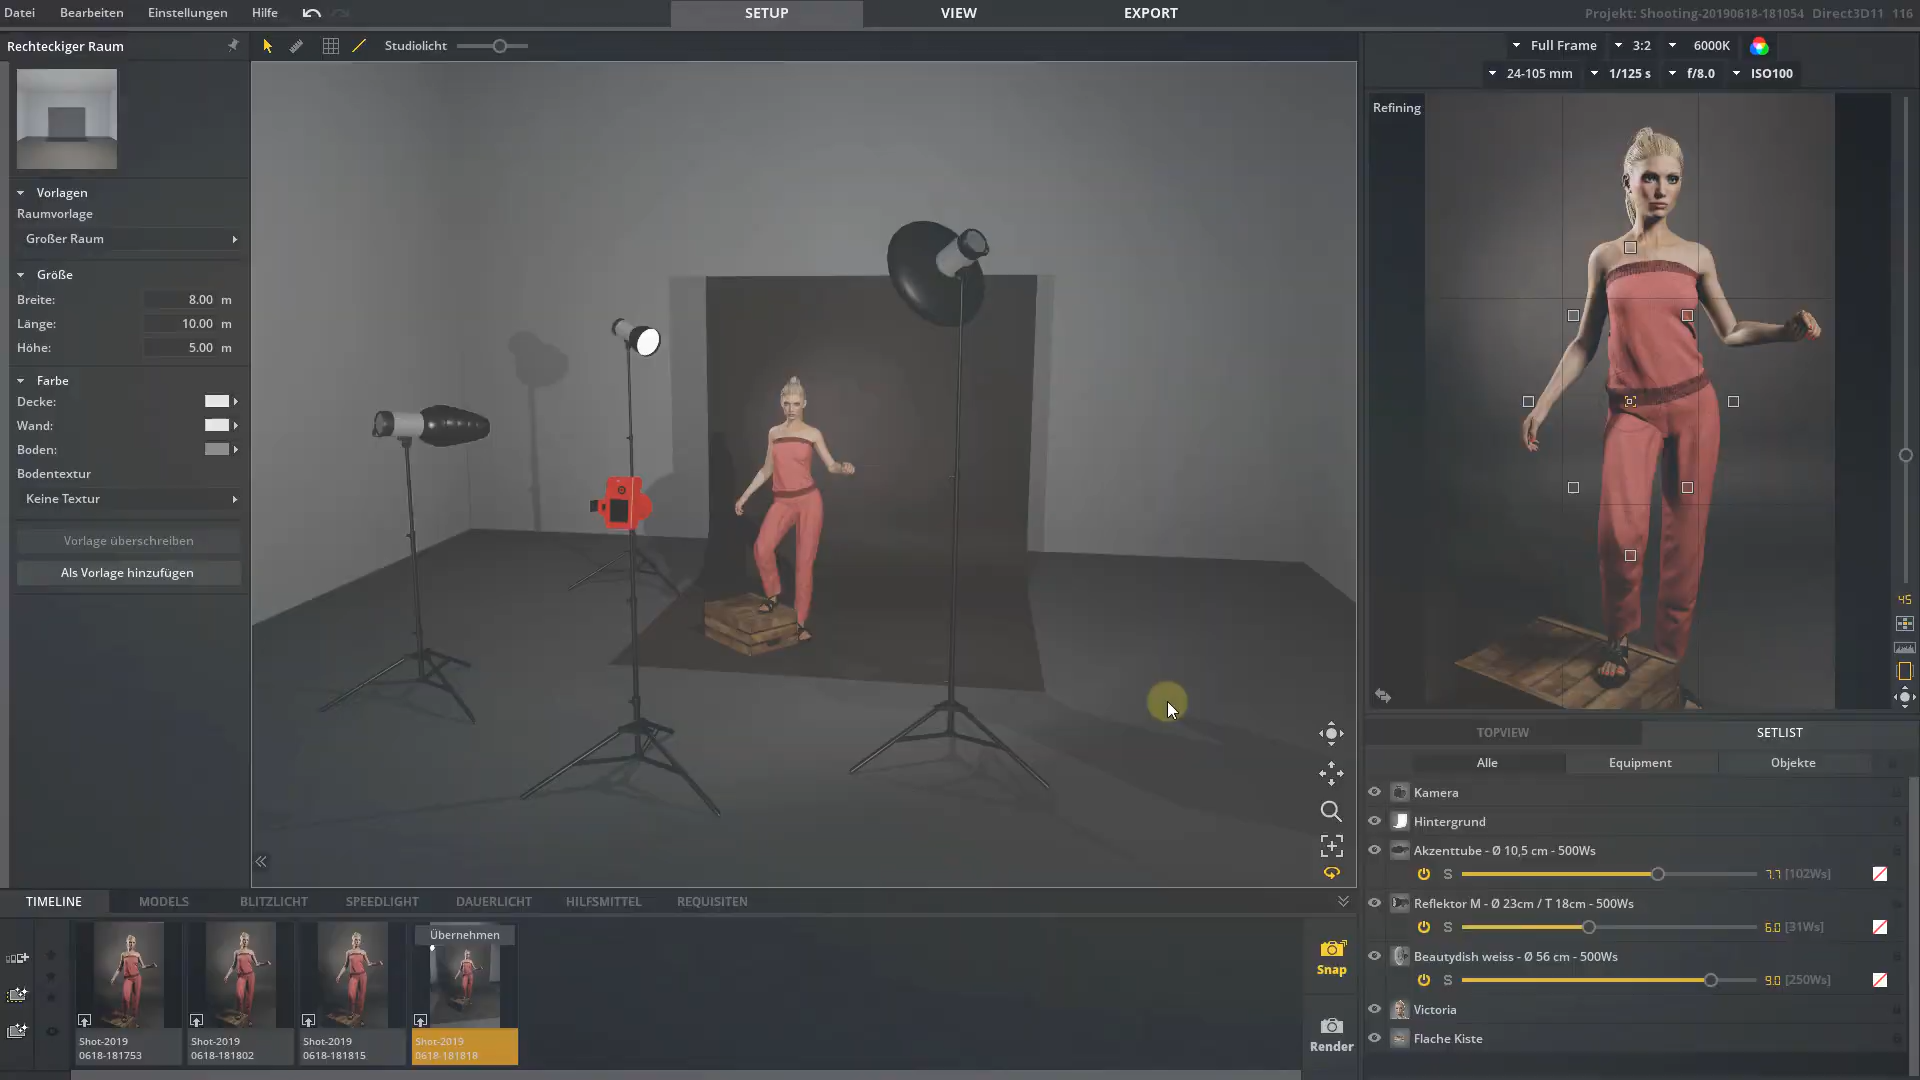 Datei Bearbeiten Einstellungen Hilfe SETUP VIEW EXPORT Projekt: Shooting-20190618-181054 Direct3D11 116
Rechteckiger Raum
Studiolicht
Full Frame 3:2 6000K
24-105 mm 1/125 s f/8.0 ISO100
Refining
Vorlagen
Raumvorlage
Großer Raum
Größe
Breite: 8.00 m
Länge: 10.00 m
Höhe: 5.00 m
Farbe
Decke:
Wand:
Boden:
Bodentextur
Keine Textur
Vorlage überschreiben
Als Vorlage hinzufügen
45
TOPVIEW SETLIST
Alle Equipment Objekte
Kamera
Hintergrund
Akzenttube - Ø 10,5 cm - 500Ws
S 7.7 [102Ws]
Reflektor M - Ø 23cm / T 18cm - 500Ws
S 6.0 [31Ws]
Beautydish weiss - Ø 56 cm - 500Ws
S 9.0 [250Ws]
Victoria
Flache Kiste
TIMELINE MODELS BLITZLICHT SPEEDLIGHT DAUERLICHT HILFSMITTEL REQUISITEN
Übernehmen
Shot-2019
0618-181753
Shot-2019
0618-181802
Shot-2019
0618-181815
Shot-2019
0618-181818
Snap
Render